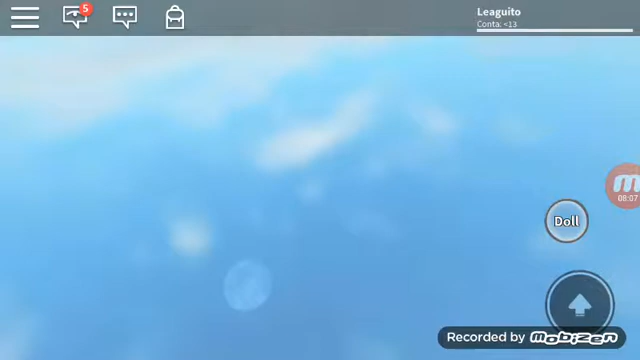 5
Leaguito
Conta: <13
08:07
Doll
Recorded by mobizen